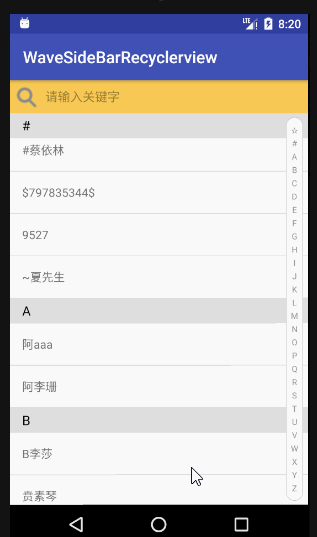 LTE 8:20
WaveSideBarRecyclerview
请输入关键字
#
#蔡依林
$797835344$
9527
~夏先生
A
阿aaa
阿李珊
B
B李莎
贲素琴
☆
#
A
B
C
D
E
F
G
H
I
J
K
L
M
N
O
P
Q
R
S
T
U
V
W
X
Y
Z